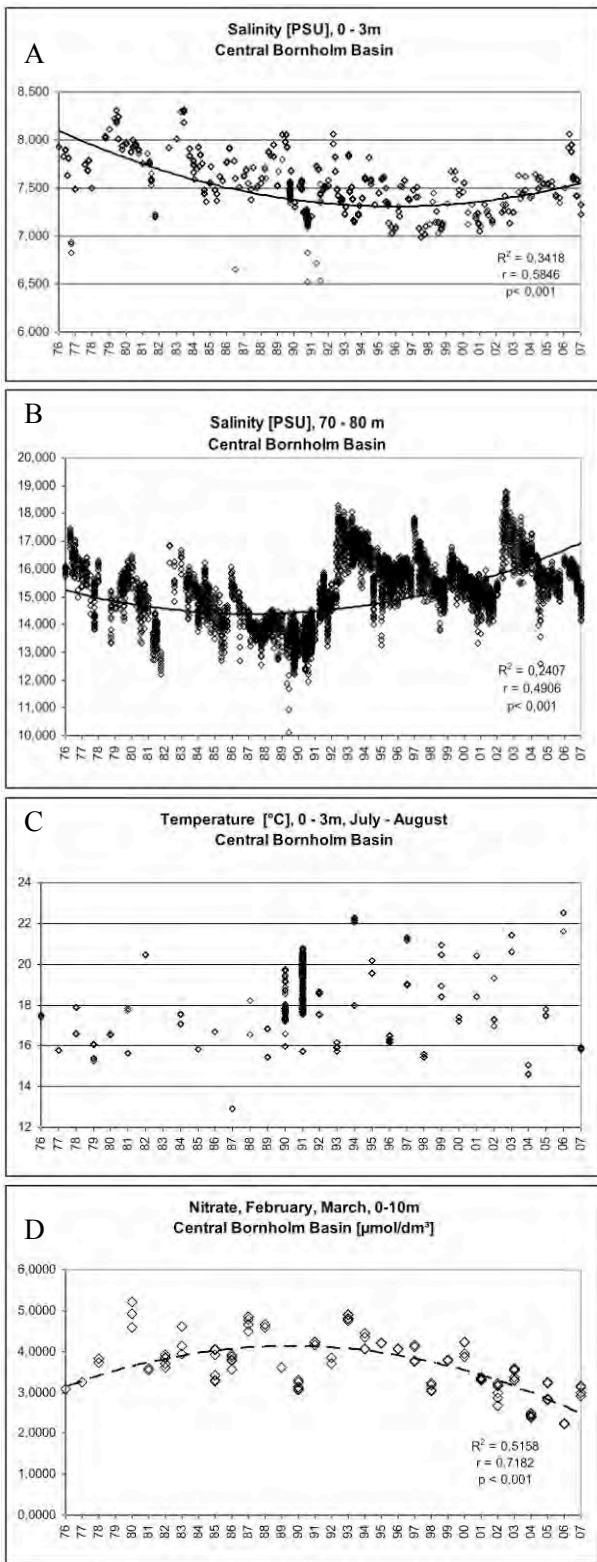 A
Salinity [PSU], 0 - 3m
Central Bornholm Basin
8,500
8,000
7,500
7,000
6,500
6,000
R² = 0,3418
r = 0,5846
p< 0,001
76 77 78 79 80 81 82 83 84 85 86 87 88 89 90 91 92 93 94 95 96 97 98 99 00 01 02 03 04 05 06 07
B
Salinity [PSU], 70 - 80 m
Central Bornholm Basin
20,000
19,000
18,000
17,000
16,000
15,000
14,000
13,000
12,000
11,000
10,000
R² = 0,2407
r = 0,4906
p< 0,001
76 77 78 79 80 81 82 83 84 85 86 87 88 89 90 91 92 93 94 95 96 97 98 99 00 01 02 03 04 05 06 07
C
Temperature [°C], 0 - 3m, July - August
Central Bornholm Basin
24
22
20
18
16
14
12
76 77 78 79 80 81 82 83 84 85 86 87 88 89 90 91 92 93 94 95 96 97 98 99 00 01 02 03 04 05 06 07
D
Nitrate, February, March, 0-10m
Central Bornholm Basin [µmol/dm³]
6,0000
5,0000
4,0000
3,0000
2,0000
1,0000
0,0000
R² = 0,5158
r = 0,7182
p < 0,001
76 77 78 79 80 81 82 83 84 85 86 87 88 89 90 91 92 93 94 95 96 97 98 99 00 01 02 03 04 05 06 07